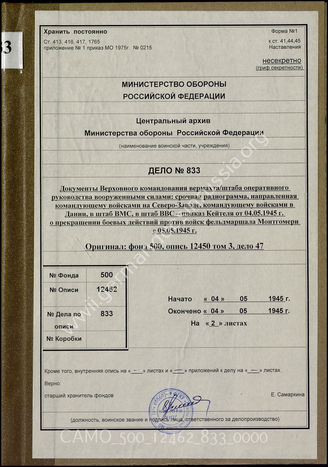 33
Хранить постоянно
Форма №1
Ст. 413, 416, 417, 1765
к ст. 41,44,45
приложение № 1 приказ МО 1975г. № 0215
Наставления
несекретно
(гриф секретности)
МИНИСТЕРСТВО ОБОРОНЫ
РОССИЙСКОЙ ФЕДЕРАЦИИ
Центральный архив
Министерства обороны Российской Федерации
(наименование воинской части, учреждения)
ДЕЛО № 833
Документы Верховного командования вермахта/штаба оперативного
руководства вооруженными силами: срочная радиограмма, направленная
командующему войсками на Северо-Западе, командующему войсками в
Дании, в штаб ВМС, в штаб ВВС – приказ Кейтеля от 04.05.1945 г.
о прекращении боевых действий против войск фельдмаршала Монтгомери
с 05.05.1945 г.
Оригинал: фонд 500, опись 12450 том 3, дело 47
№ Фонда 500
№ Описи 12462
№ Дела по описи 833
№ Коробки
Начато « 04 » 05 1945 г.
Окончено « 04 » 05 1945 г.
На « 2 » листах
Кроме того, внутренняя опись на « - » листах и « - » приложений к делу на « - » листах.
Верно:
старший хранитель фондов
Е. Самаркина
(должность, воинское звание и подпись лица, ответственного за делопроизводство)
CAMO_500_12462_833_0000